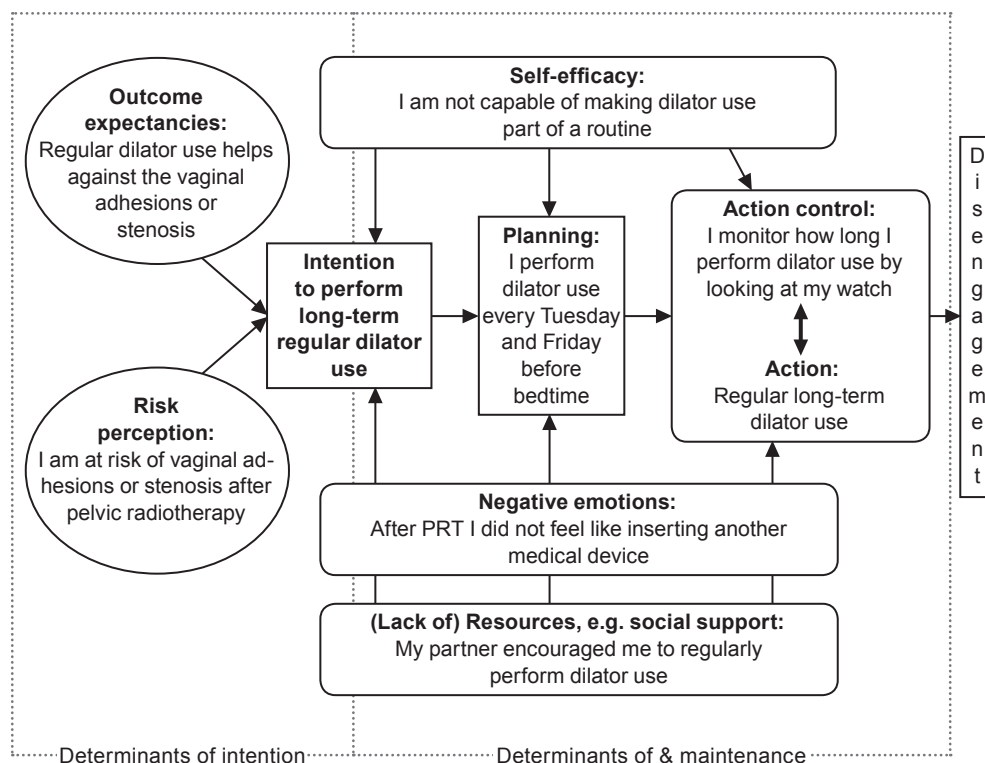 Outcome
expectancies:
Regular dilator use helps
against the vaginal
adhesions or
stenosis
Risk
perception:
I am at risk of vaginal ad-
hesions or stenosis after
pelvic radiotherapy
Intention
to perform
long-term
regular dilator
use
Self-efficacy:
I am not capable of making dilator use
part of a routine
Planning:
I perform
dilator use
every Tuesday
and Friday
before
bedtime
Action control:
I monitor how long I
perform dilator use by
looking at my watch
Action:
Regular long-term
dilator use
Negative emotions:
After PRT I did not feel like inserting another
medical device
(Lack of) Resources, e.g. social support:
My partner encouraged me to regularly
perform dilator use
Disengagement
Determinants of intention
Determinants of & maintenance